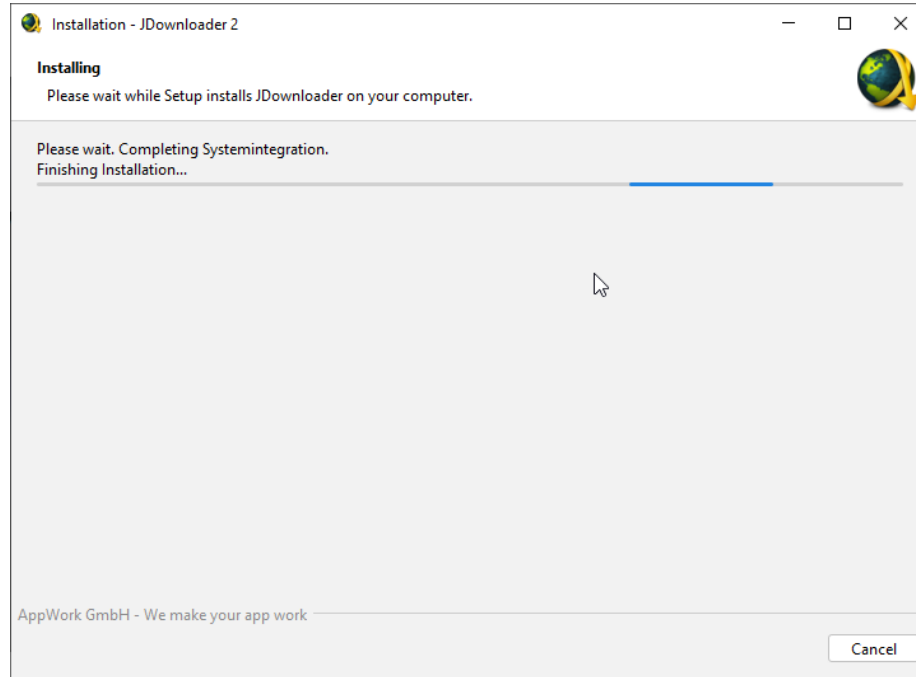 Installation - JDownloader 2
Installing
Please wait while Setup installs JDownloader on your computer.
Please wait. Completing Systemintegration.
Finishing Installation...
AppWork GmbH - We make your app work
Cancel